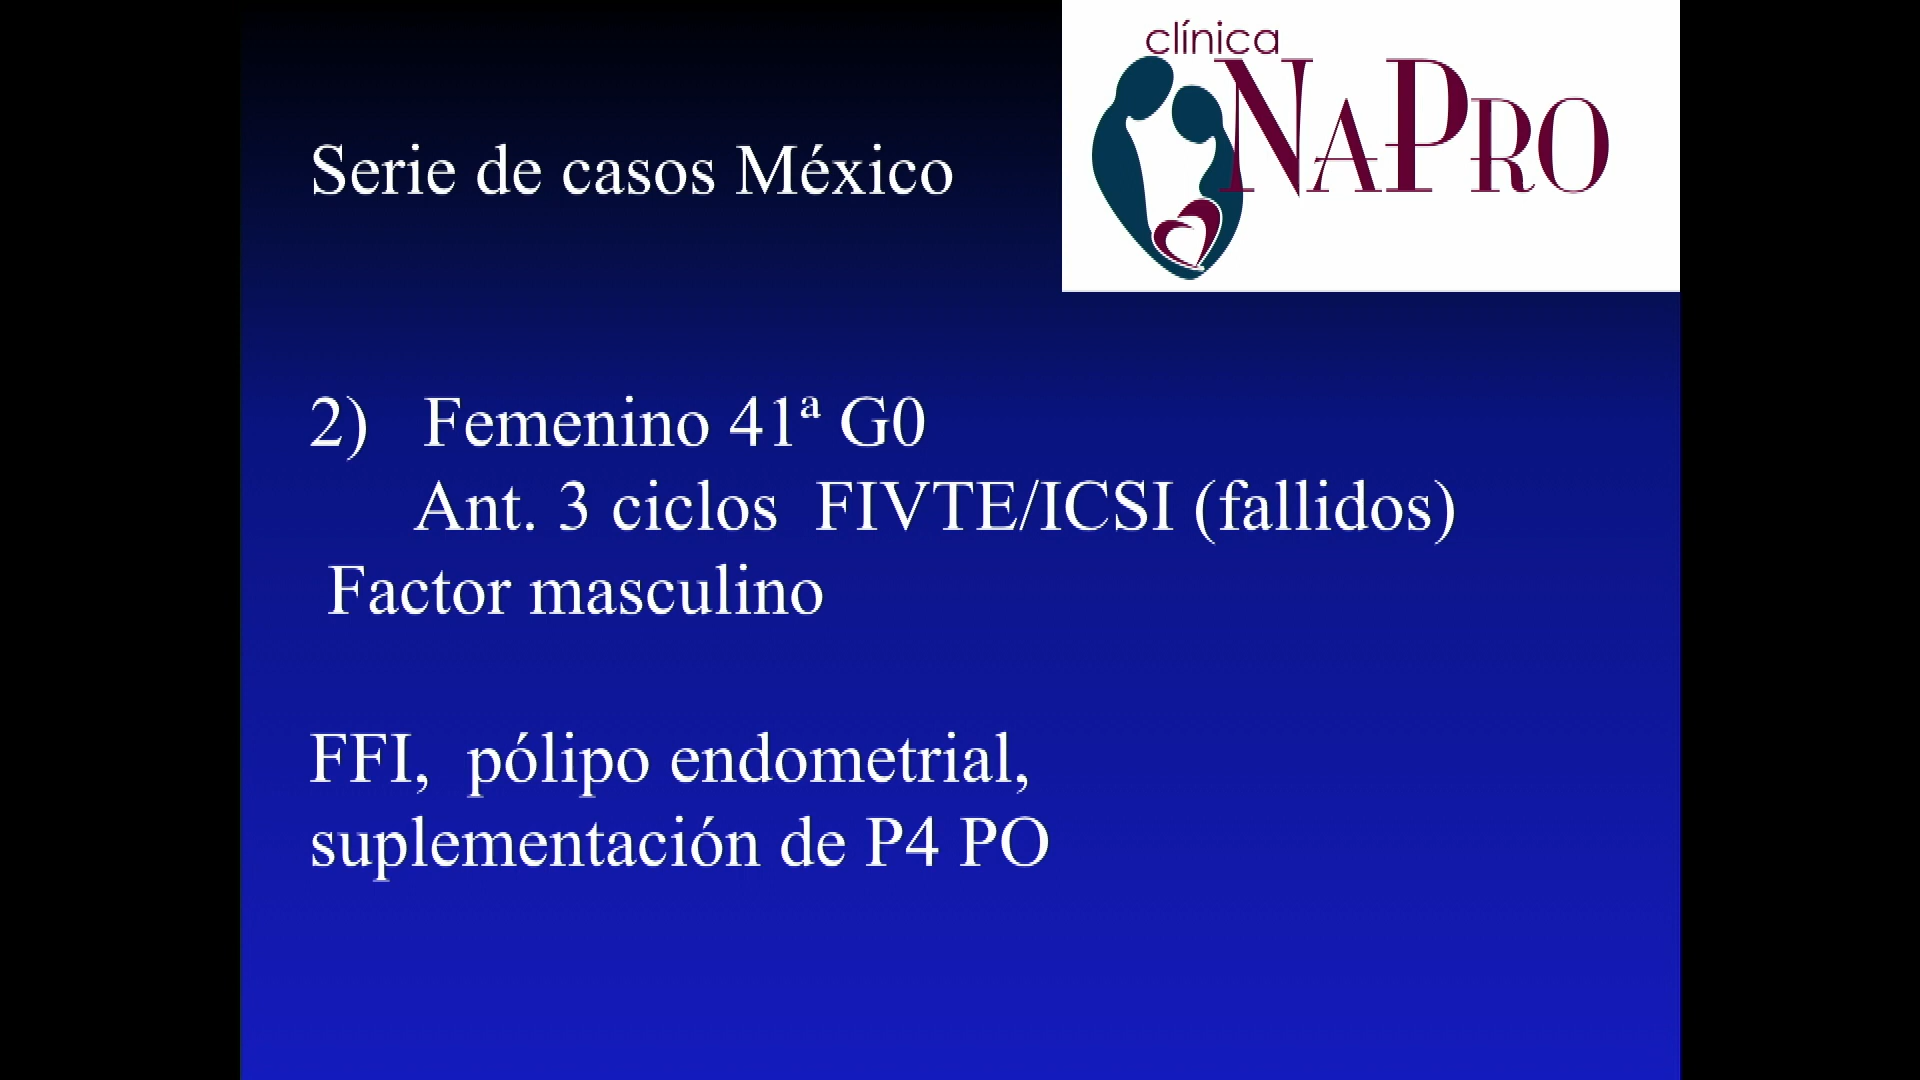 clínica
NAPRO
Serie de casos México
2) Femenino 41ª G0
Ant. 3 ciclos FIVTE/ICSI (fallidos)
Factor masculino
FFI, pólipo endometrial,
suplementación de P4 PO